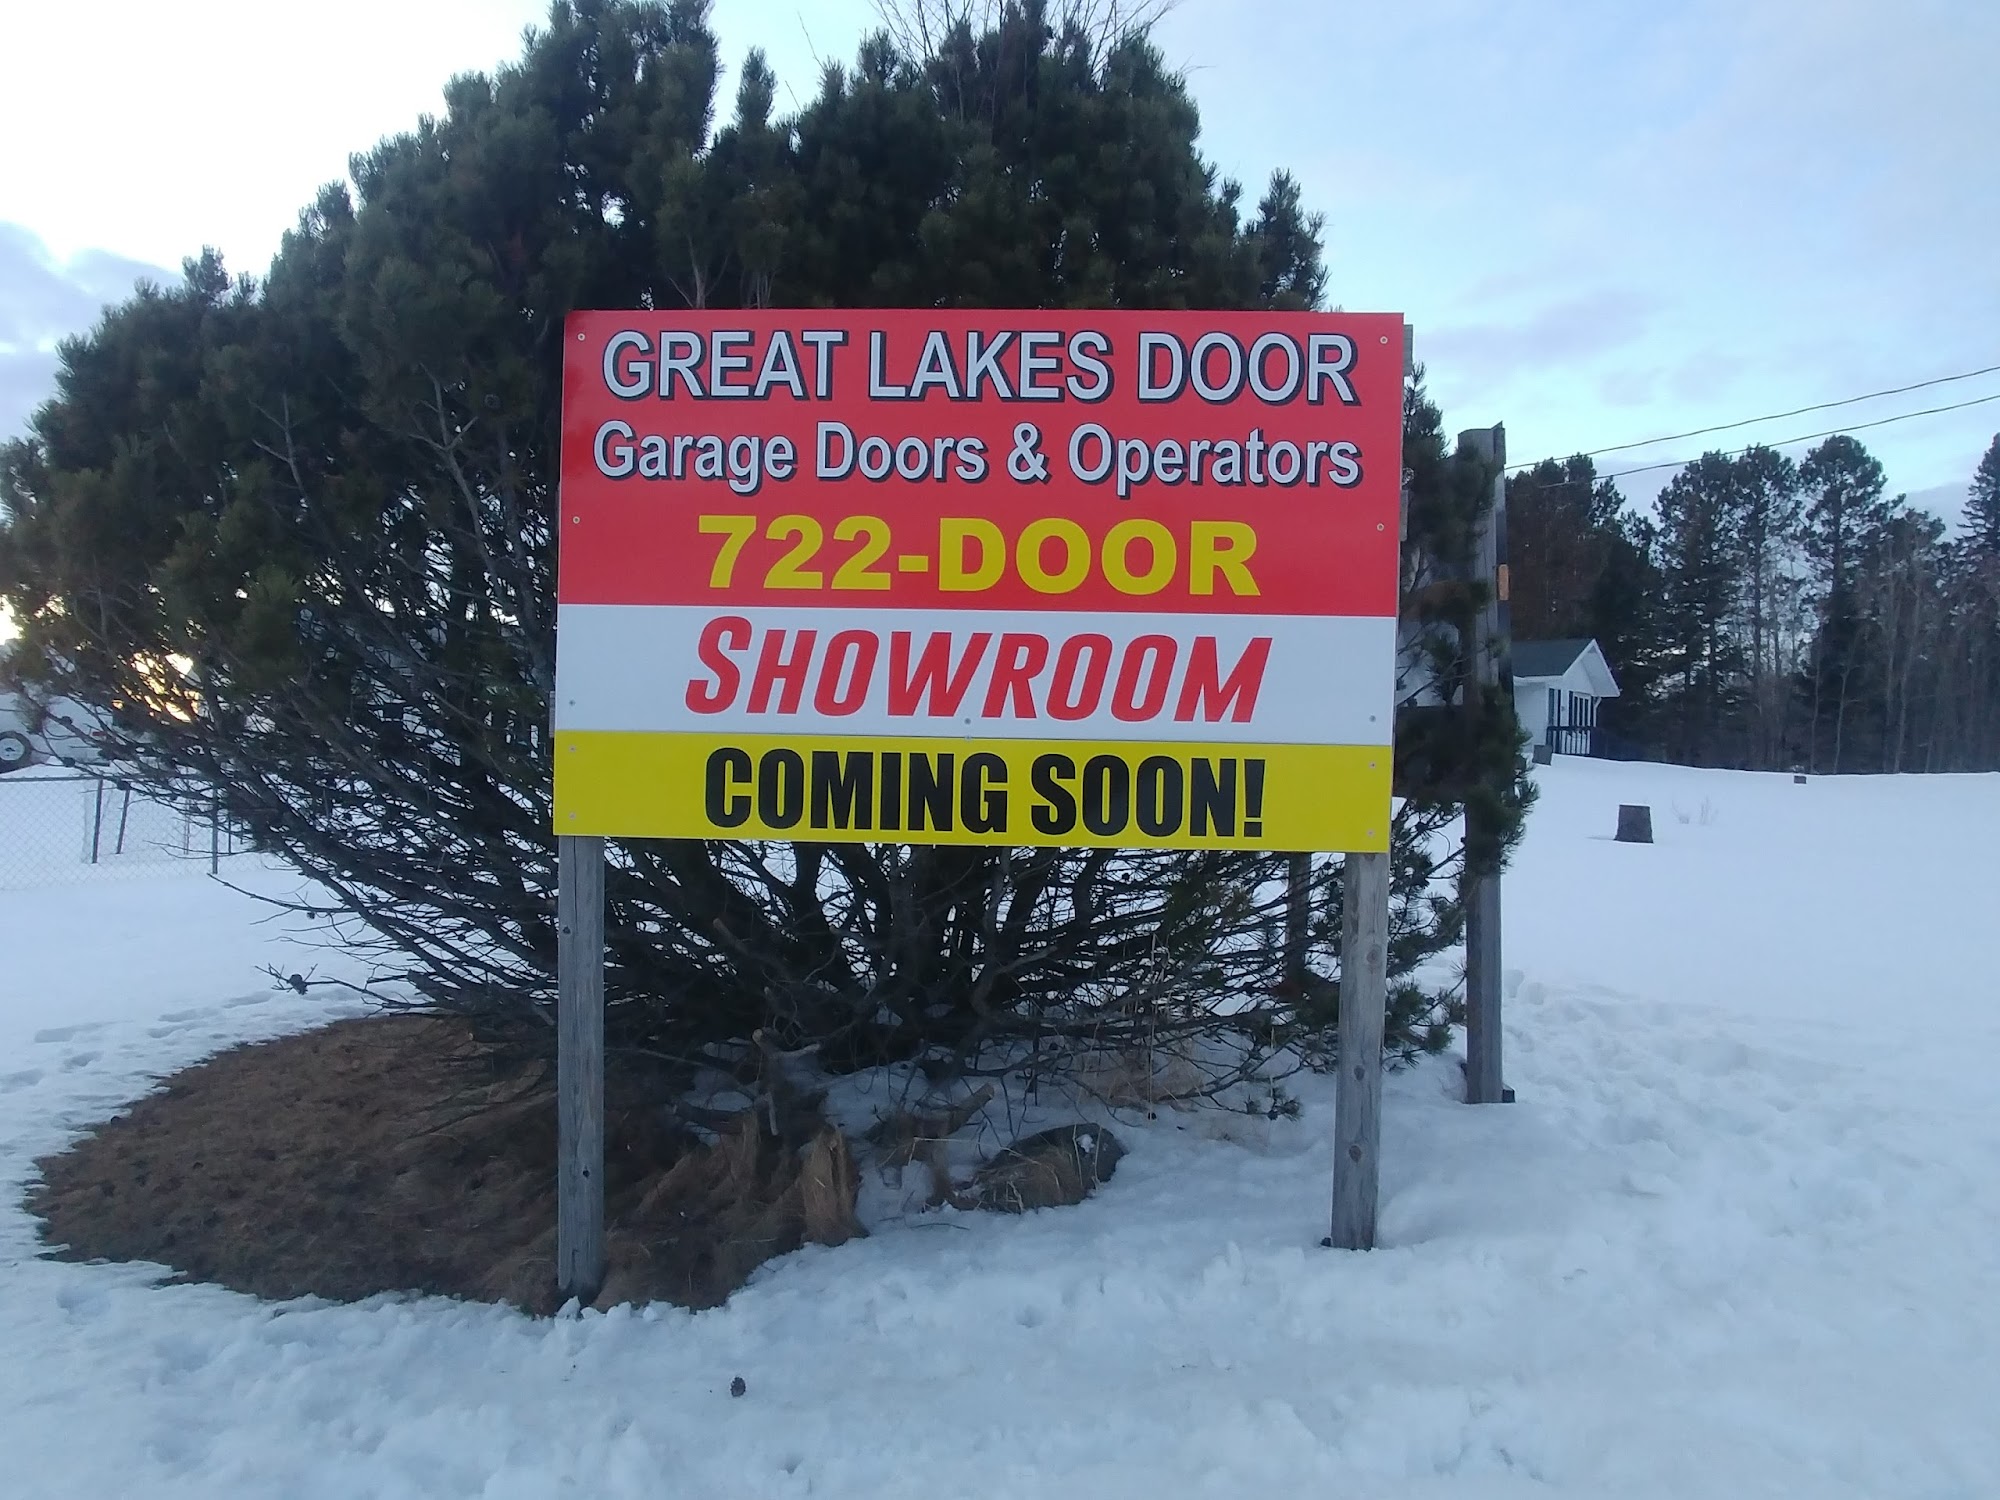 GREAT LAKES DOOR
Garage Doors & Operators
722-DOOR
SHOWROOM
COMING SOON!